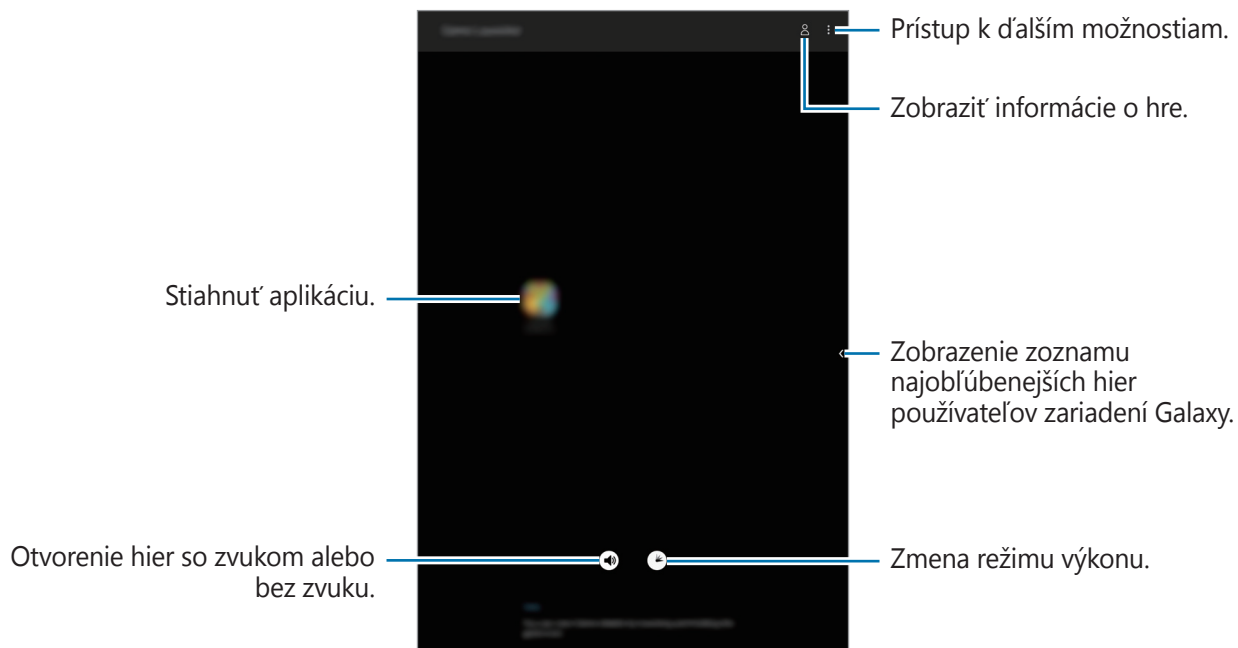 Prístup k ďalším možnostiam.
Zobraziť informácie o hre.
Stiahnuť aplikáciu.
Zobrazenie zoznamu
najobľúbenejších hier
používateľov zariadení Galaxy.
Otvorenie hier so zvukom alebo
bez zvuku.
Zmena režimu výkonu.